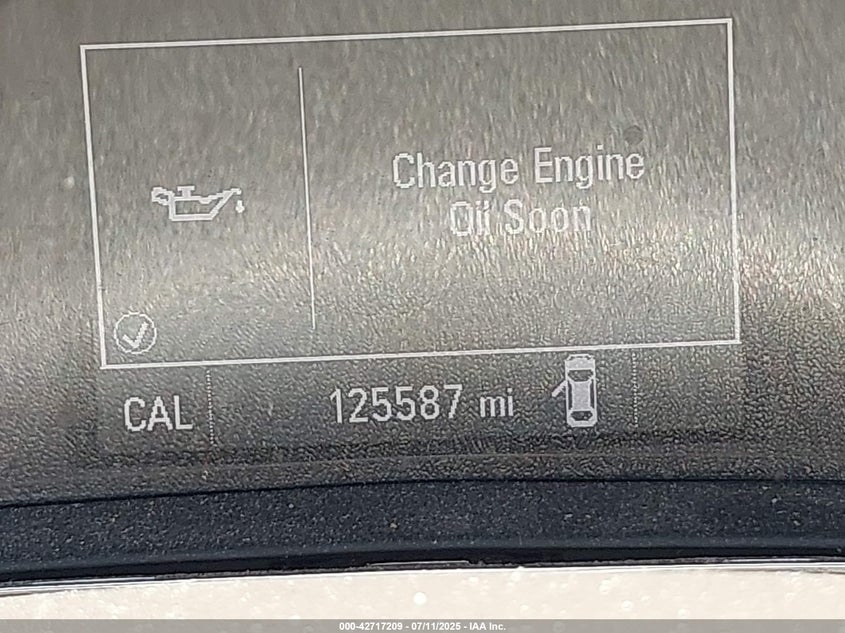 Change Engine
Oil Soon
CAL
125587 mi
000-42717209 - 07/11/2025 - IAA Inc.